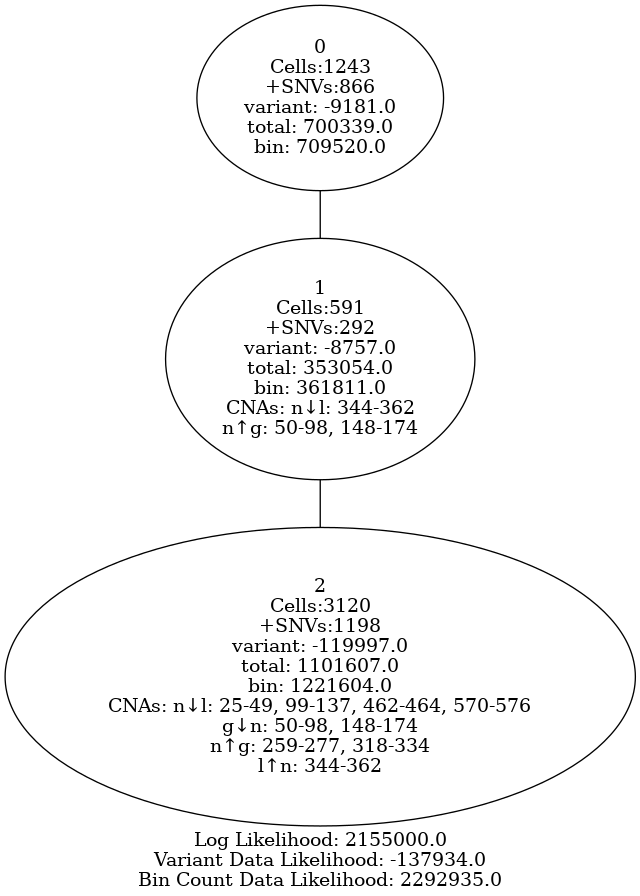 0
Cells:1243
+SNVs:866
variant: -9181.0
total: 700339.0
bin: 709520.0
1
Cells:591
+SNVs:292
variant: -8757.0
total: 353054.0
bin: 361811.0
CNAs: n↓l: 344-362
n↑g: 50-98, 148-174
2
Cells:3120
+SNVs:1198
variant: -119997.0
total: 1101607.0
bin: 1221604.0
CNAs: n↓l: 25-49, 99-137, 462-464, 570-576
g↓n: 50-98, 148-174
n↑g: 259-277, 318-334
l↑n: 344-362
Log Likelihood: 2155000.0
Variant Data Likelihood: -137934.0
Bin Count Data Likelihood: 2292935.0